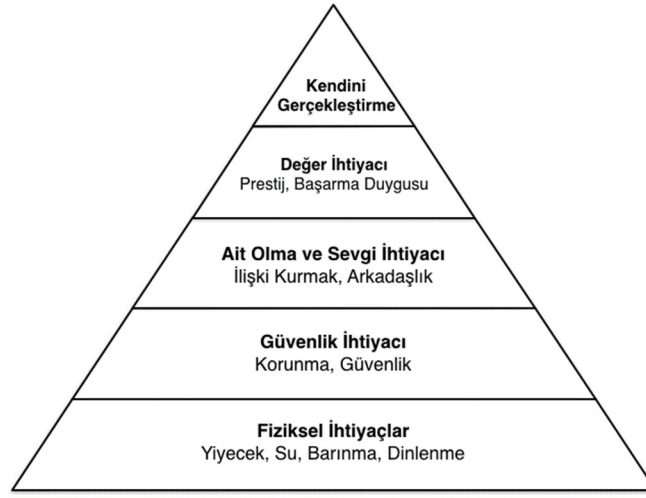 Kendini
Gerçekleştirme
Değer İhtiyacı
Prestij, Başarma Duygusu
Ait Olma ve Sevgi İhtiyacı
İlişki Kurmak, Arkadaşlık
Güvenlik İhtiyacı
Korunma, Güvenlik
Fiziksel İhtiyaçlar
Yiyecek, Su, Barınma, Dinlenme